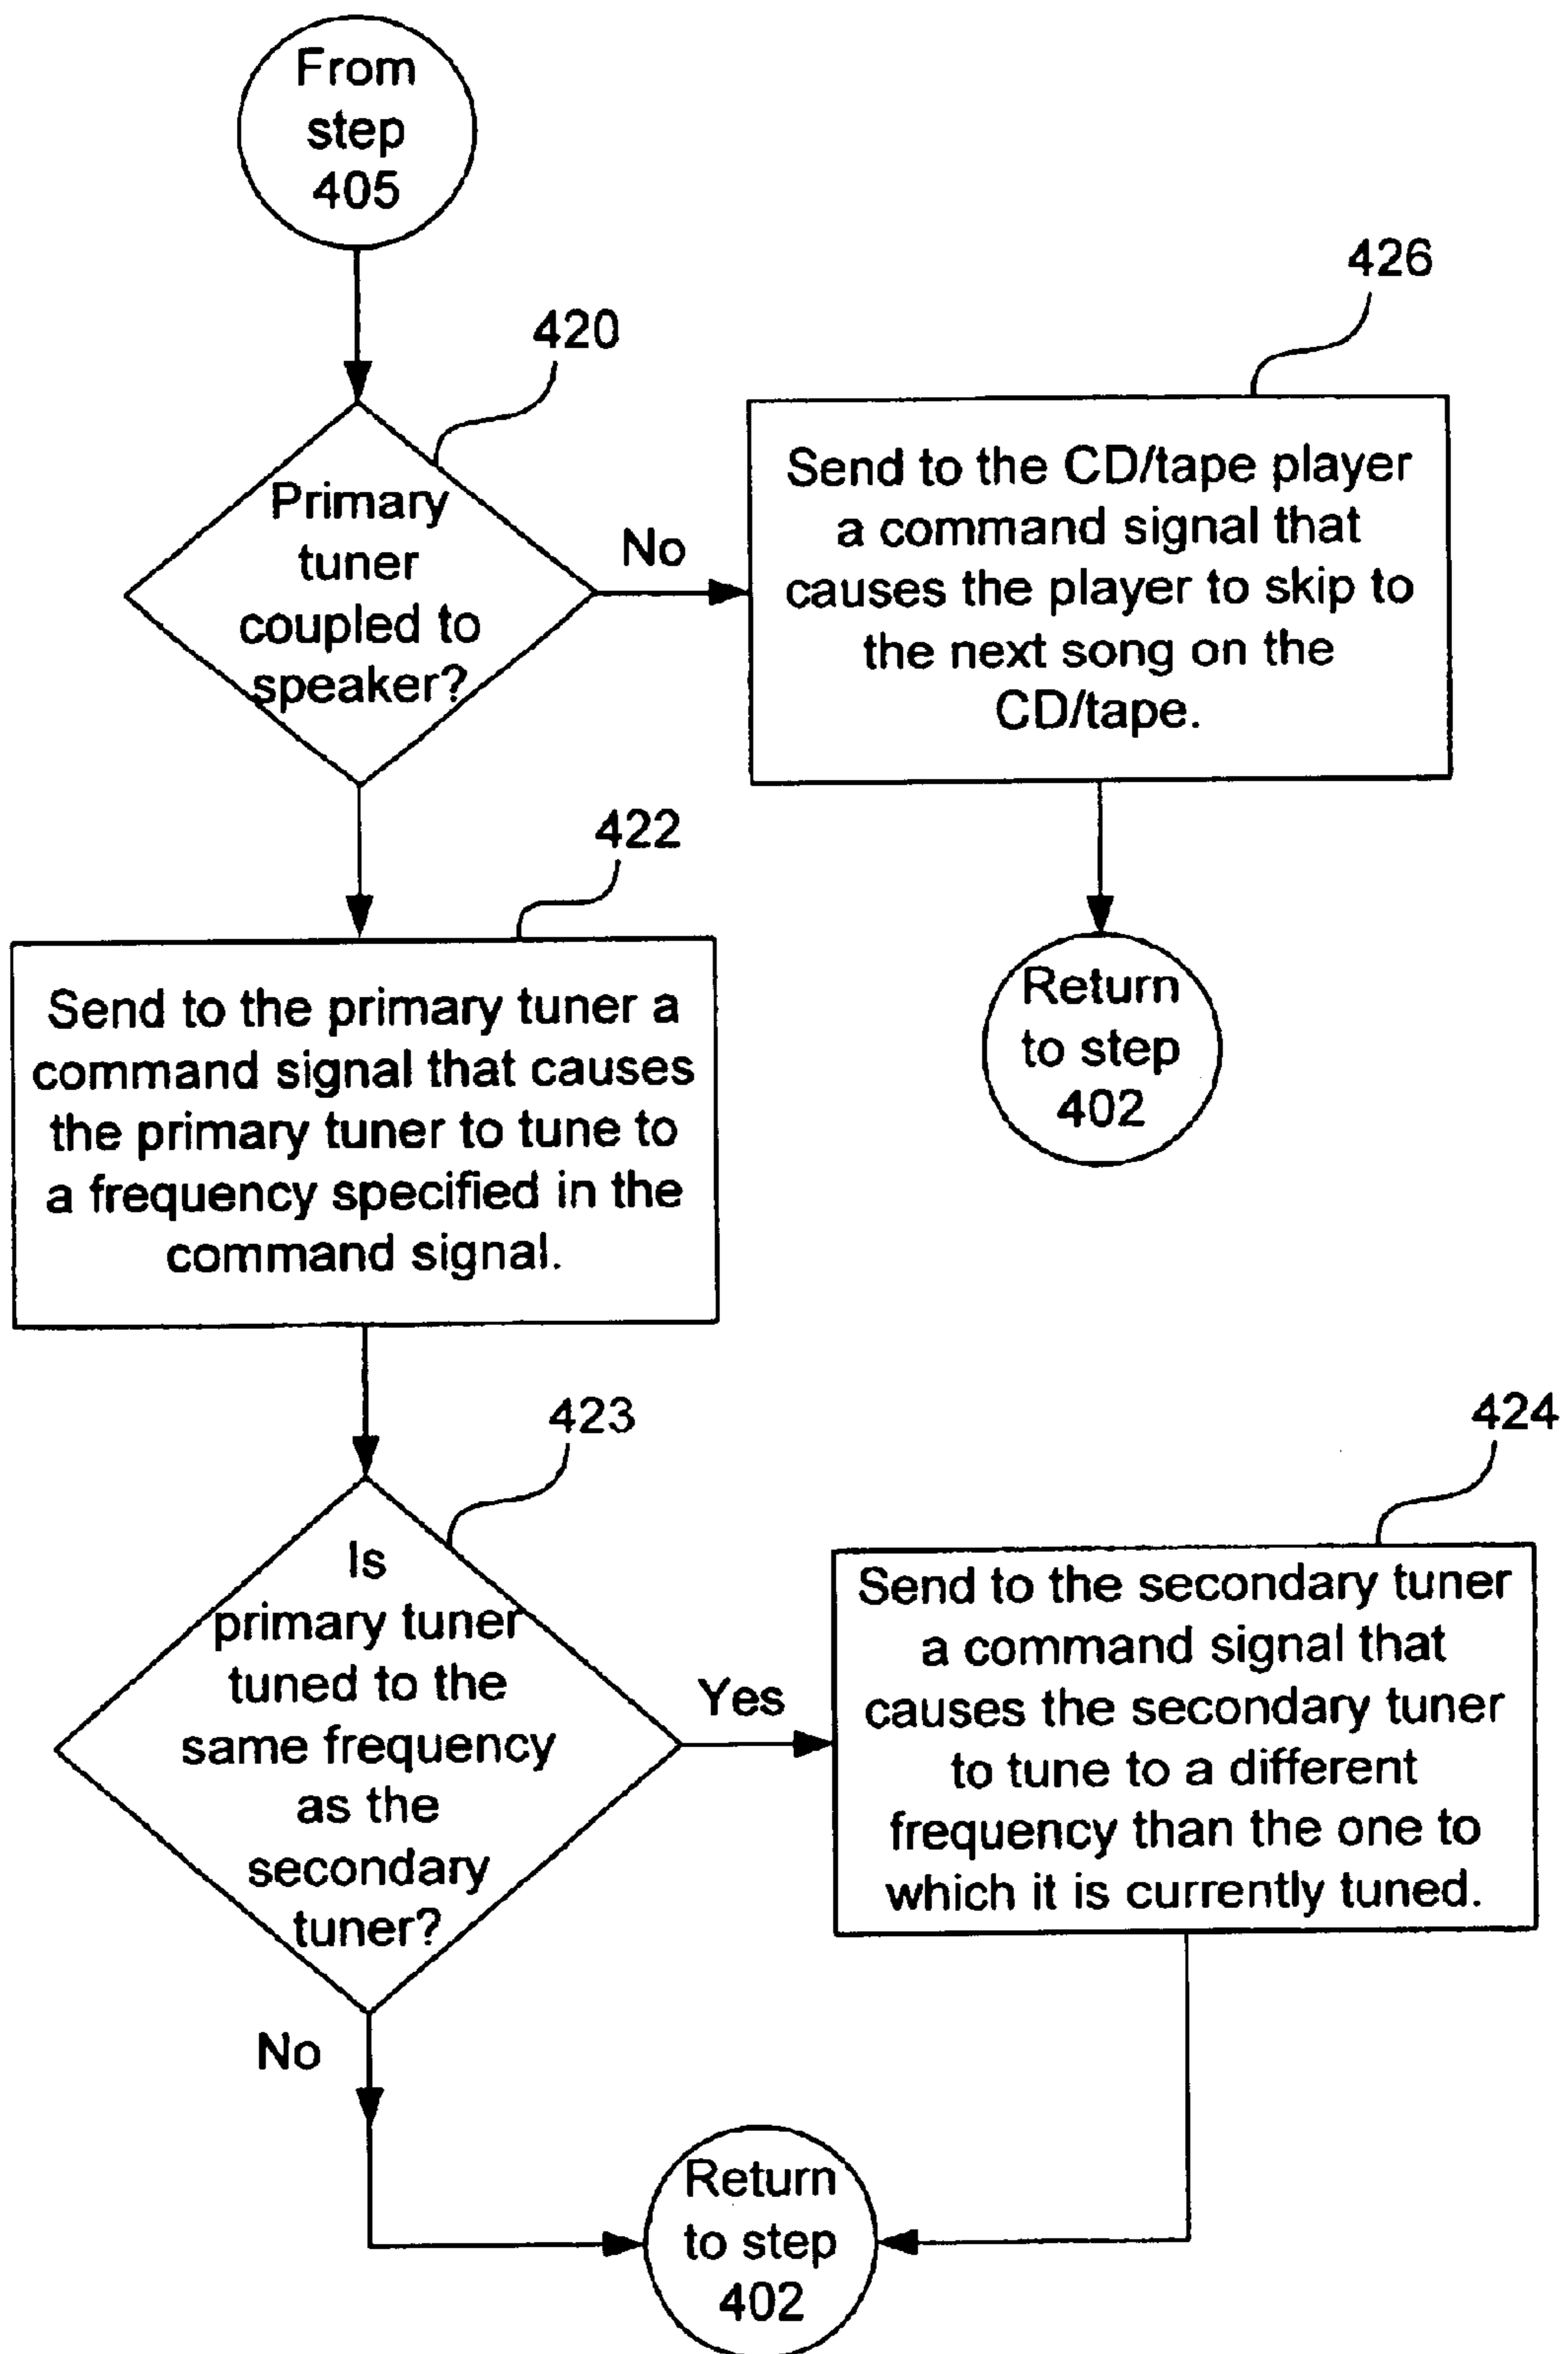 From
step
405
420
Primary
tuner
coupled to
speaker?
No
426
Send to the CD/tape player
a command signal that
causes the player to skip to
the next song on the
CD/tape.
Return
to step
402
422
Send to the primary tuner a
command signal that causes
the primary tuner to tune to
a frequency specified in the
command signal.
423
Is
primary tuner
tuned to the
same frequency
as the
secondary
tuner?
Yes
424
Send to the secondary tuner
a command signal that
causes the secondary tuner
to tune to a different
frequency than the one to
which it is currently tuned.
No
Return
to step
402